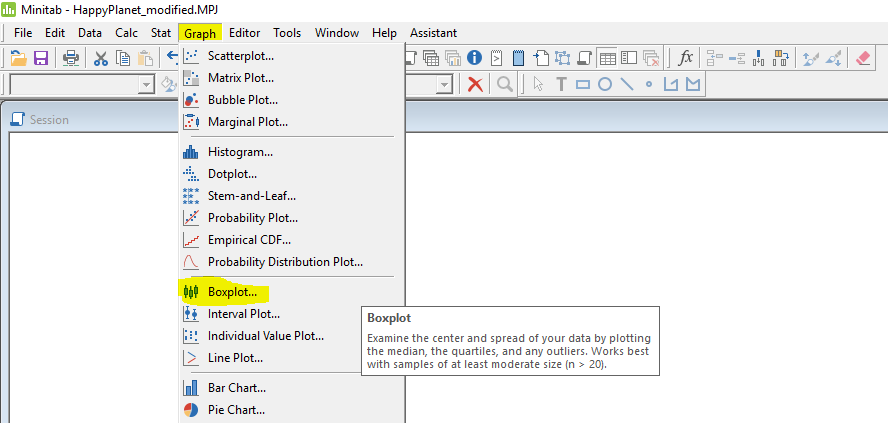 Minitab - HappyPlanet_modified.MPJ
File Edit Data Calc Stat Graph Editor Tools Window Help Assistant
Scatterplot...
Matrix Plot...
Bubble Plot...
Marginal Plot...
Session
Histogram...
Dotplot...
Stem-and-Leaf...
Probability Plot...
Empirical CDF...
Probability Distribution Plot...
Boxplot...
Interval Plot...
Individual Value Plot...
Line Plot...
Bar Chart...
Pie Chart...
Boxplot
Examine the center and spread of your data by plotting
the median, the quartiles, and any outliers. Works best
with samples of at least moderate size (n > 20).
fx
T